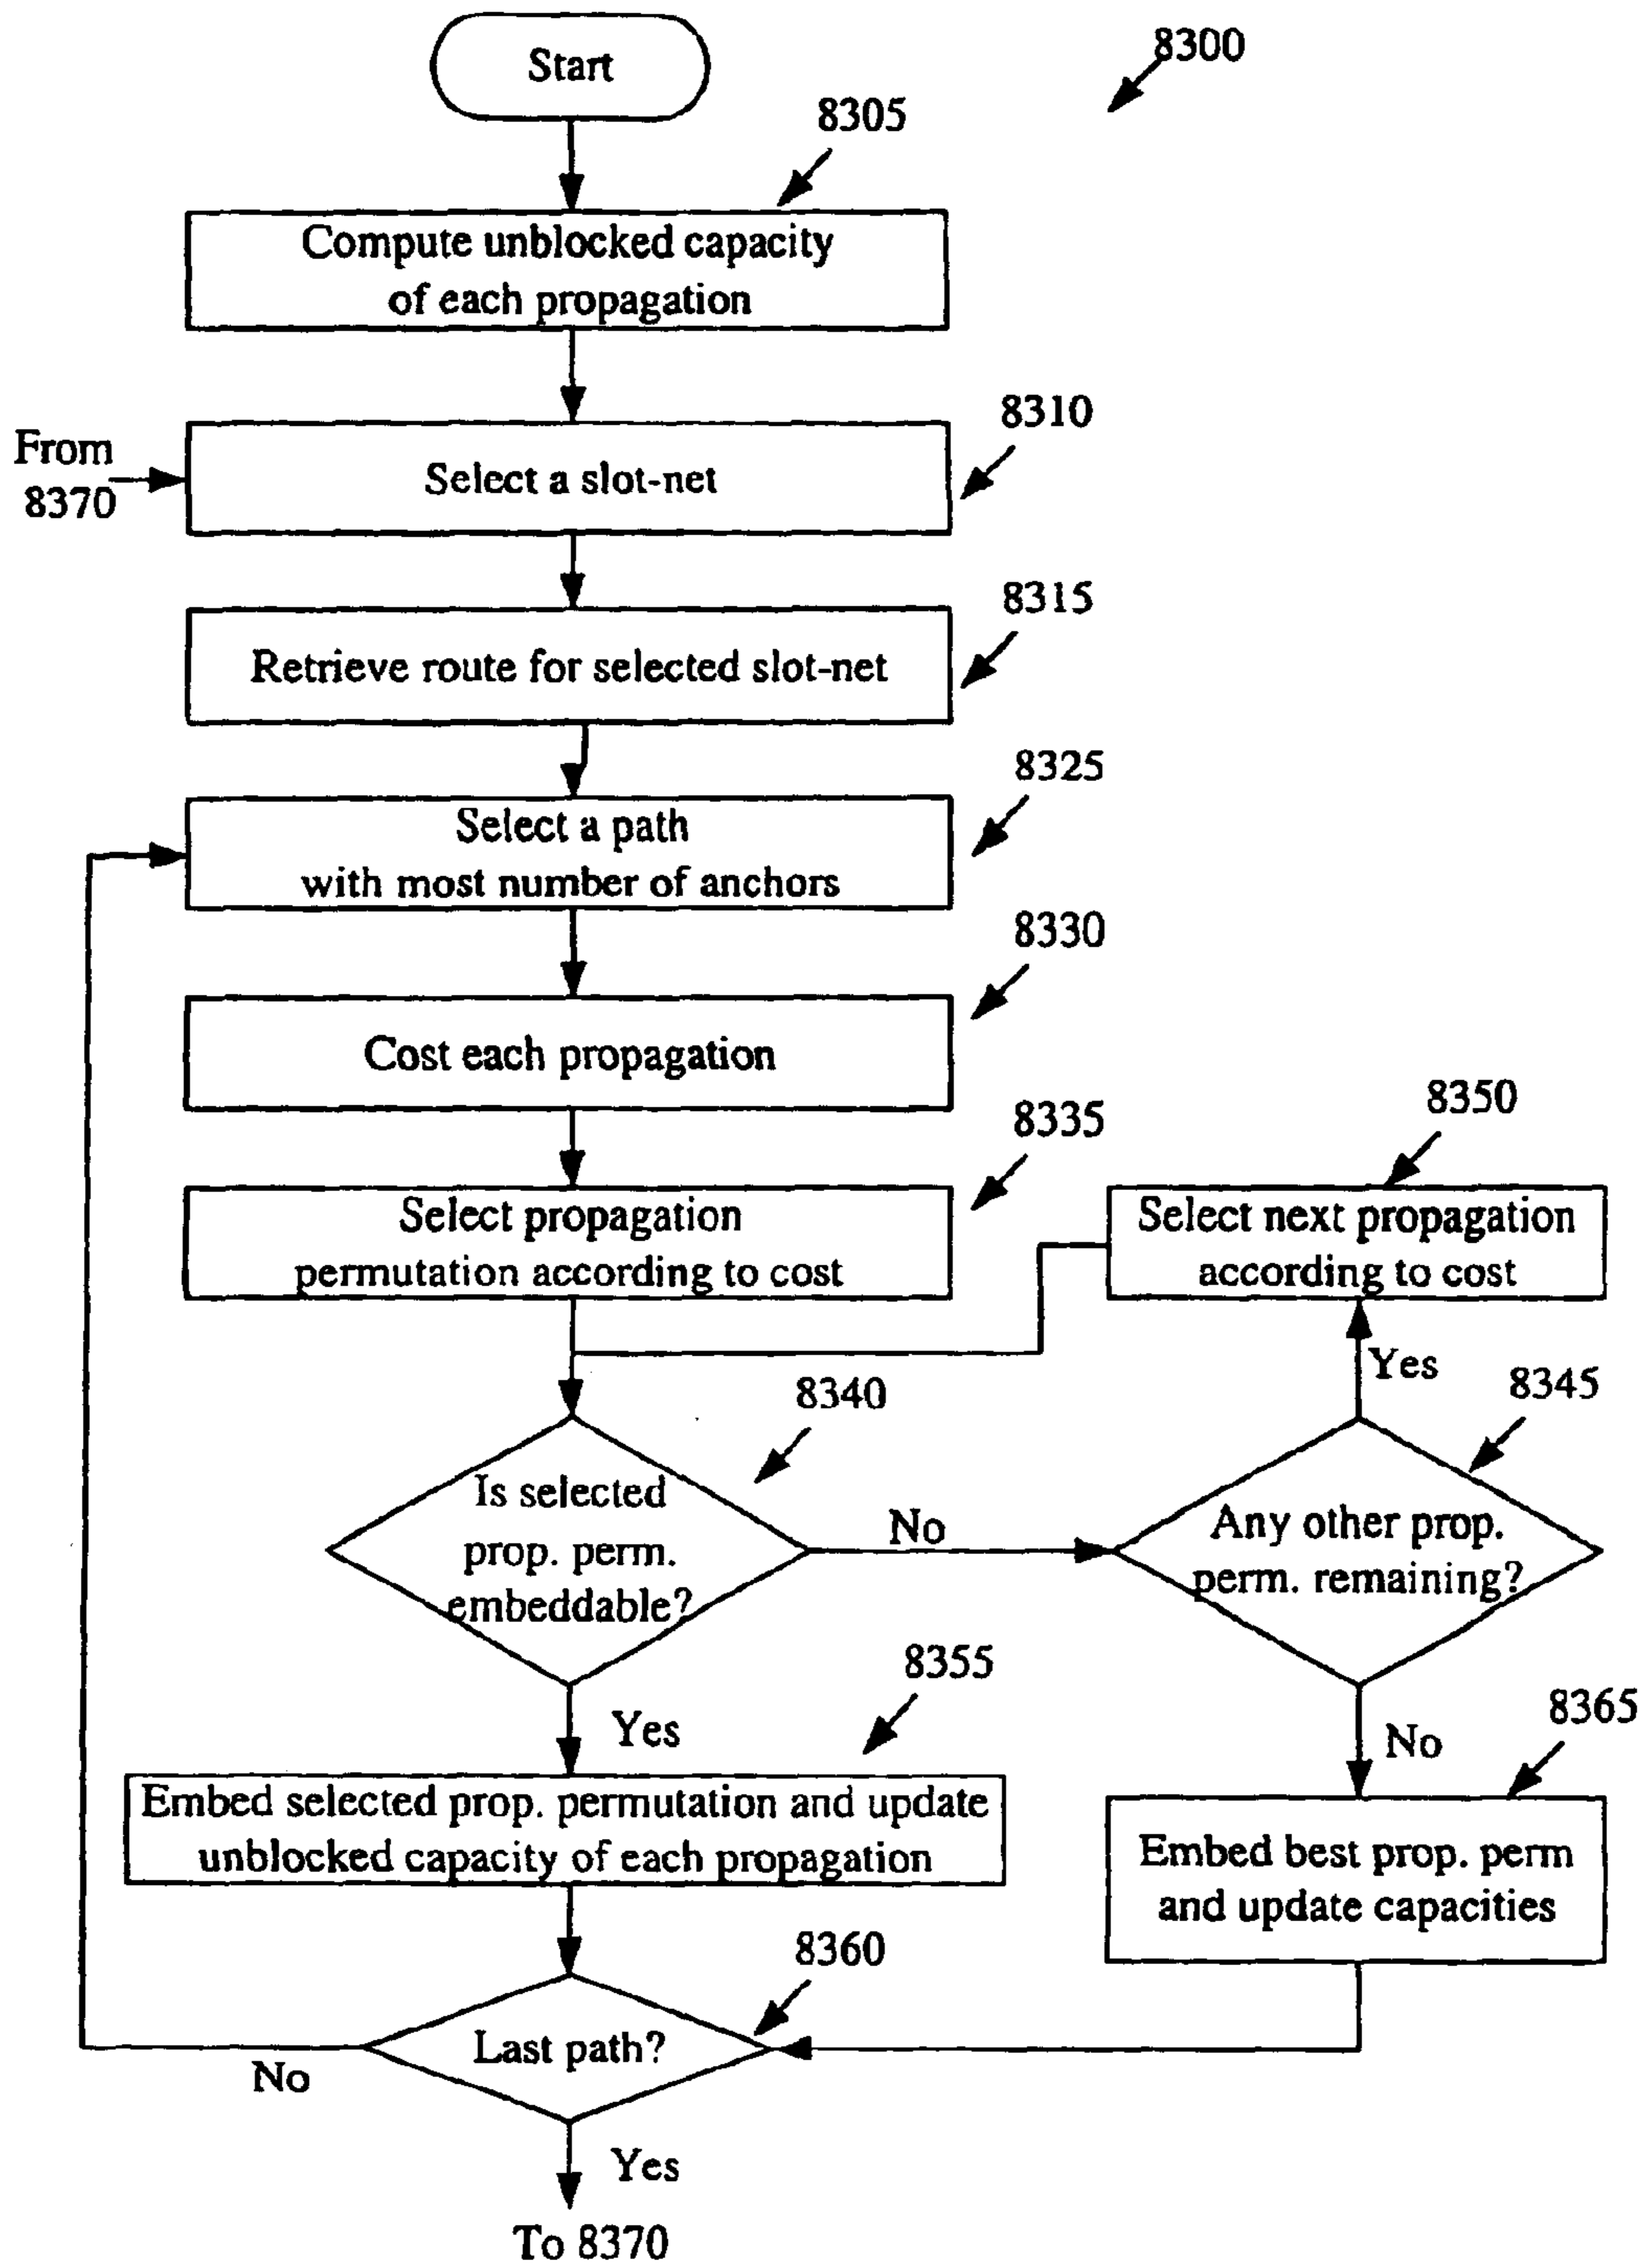 Start
8300
8305
Compute unblocked capacity
of each propagation
8310
From
8370
Select a slot-net
8315
Retrieve route for selected slot-net
8325
Select a path
with most number of anchors
8330
Cost each propagation
8335
8350
Select propagation
permutation according to cost
Select next propagation
according to cost
Yes
8340
8345
Is selected
prop. perm.
embeddable?
No
Any other prop.
perm. remaining?
8355
Yes
8365
No
Embed selected prop. permutation and update
unblocked capacity of each propagation
Embed best prop. perm
and update capacities
8360
Last path?
No
Yes
To 8370